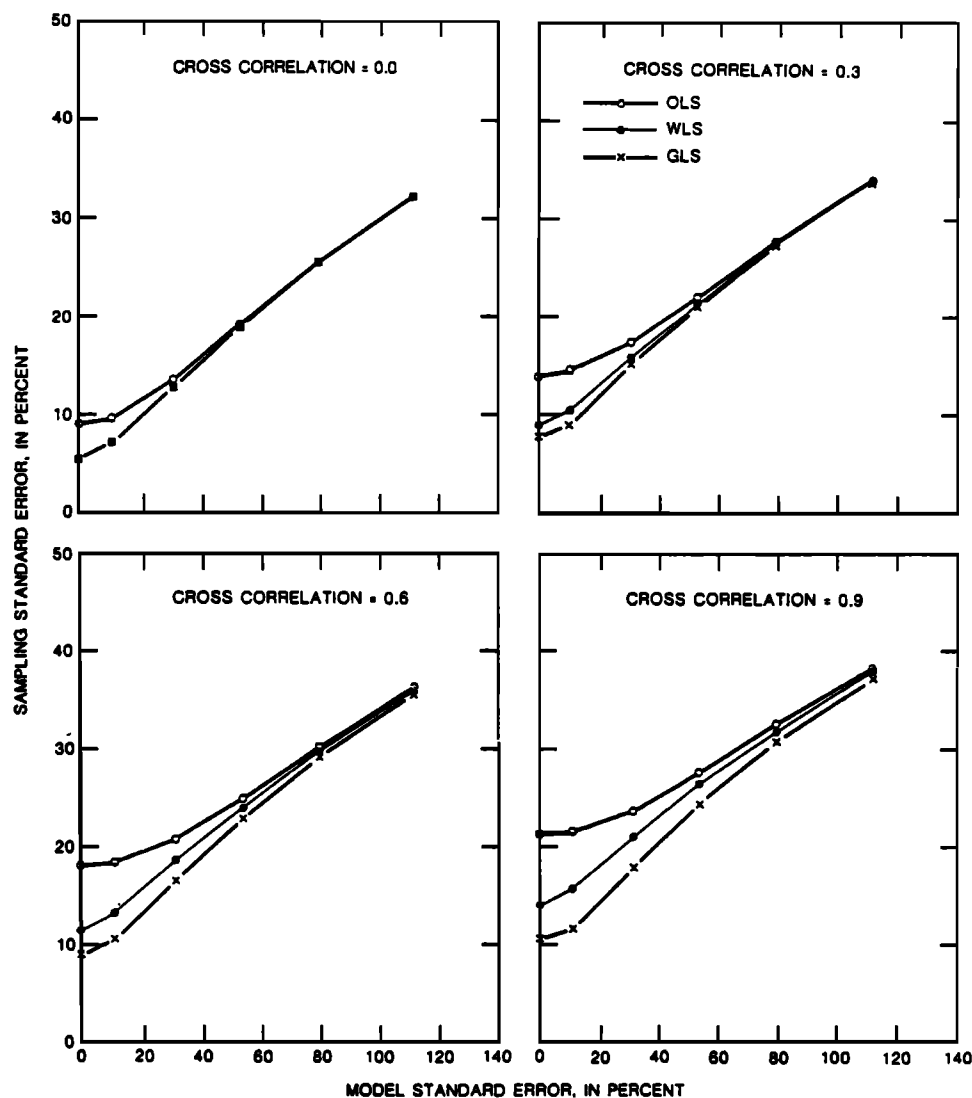 SAMPLING STANDARD ERROR, IN PERCENT
50
40
30
20
10
0
CROSS CORRELATION = 0.0
CROSS CORRELATION = 0.3
OLS
WLS
GLS
50
40
30
20
10
0
CROSS CORRELATION = 0.6
CROSS CORRELATION = 0.9
0 20 40 60 80 100 120 140
0 20 40 60 80 100 120 140
MODEL STANDARD ERROR, IN PERCENT